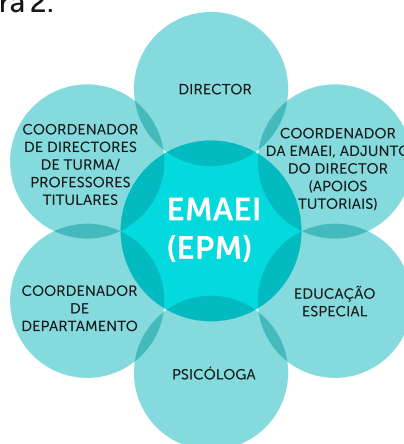 ra 2.
DIRECTOR
COORDENADOR
DE DIRECTORES
DE TURMA/
PROFESSORES
TITULARES
COORDENADOR
DA EMAEI, ADJUNTO
DO DIRECTOR
(APOIOS
TUTORIAIS)
EMAEI
(EPM)
COORDENADOR
DE
DEPARTAMENTO
EDUCAÇÃO
ESPECIAL
PSICÓLOGA